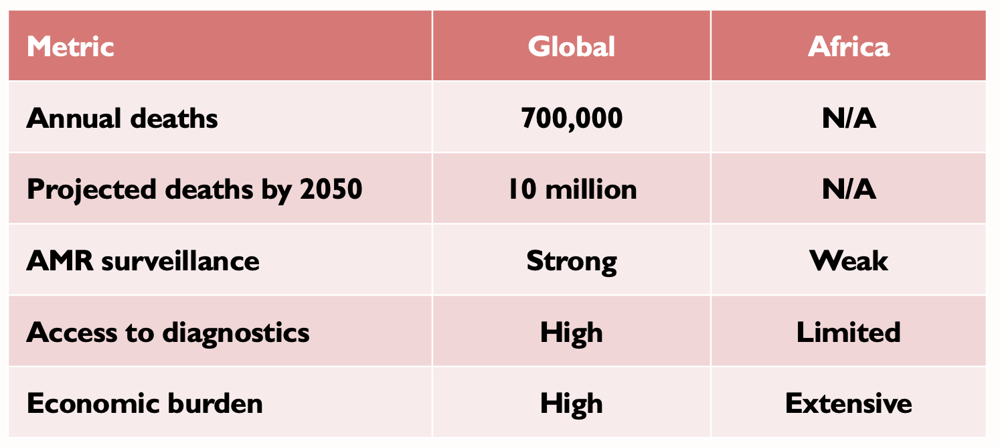 Metric Global Africa
Annual deaths 700,000 N/A
Projected deaths by 2050 10 million N/A
AMR surveillance Strong Weak
Access to diagnostics High Limited
Economic burden High Extensive